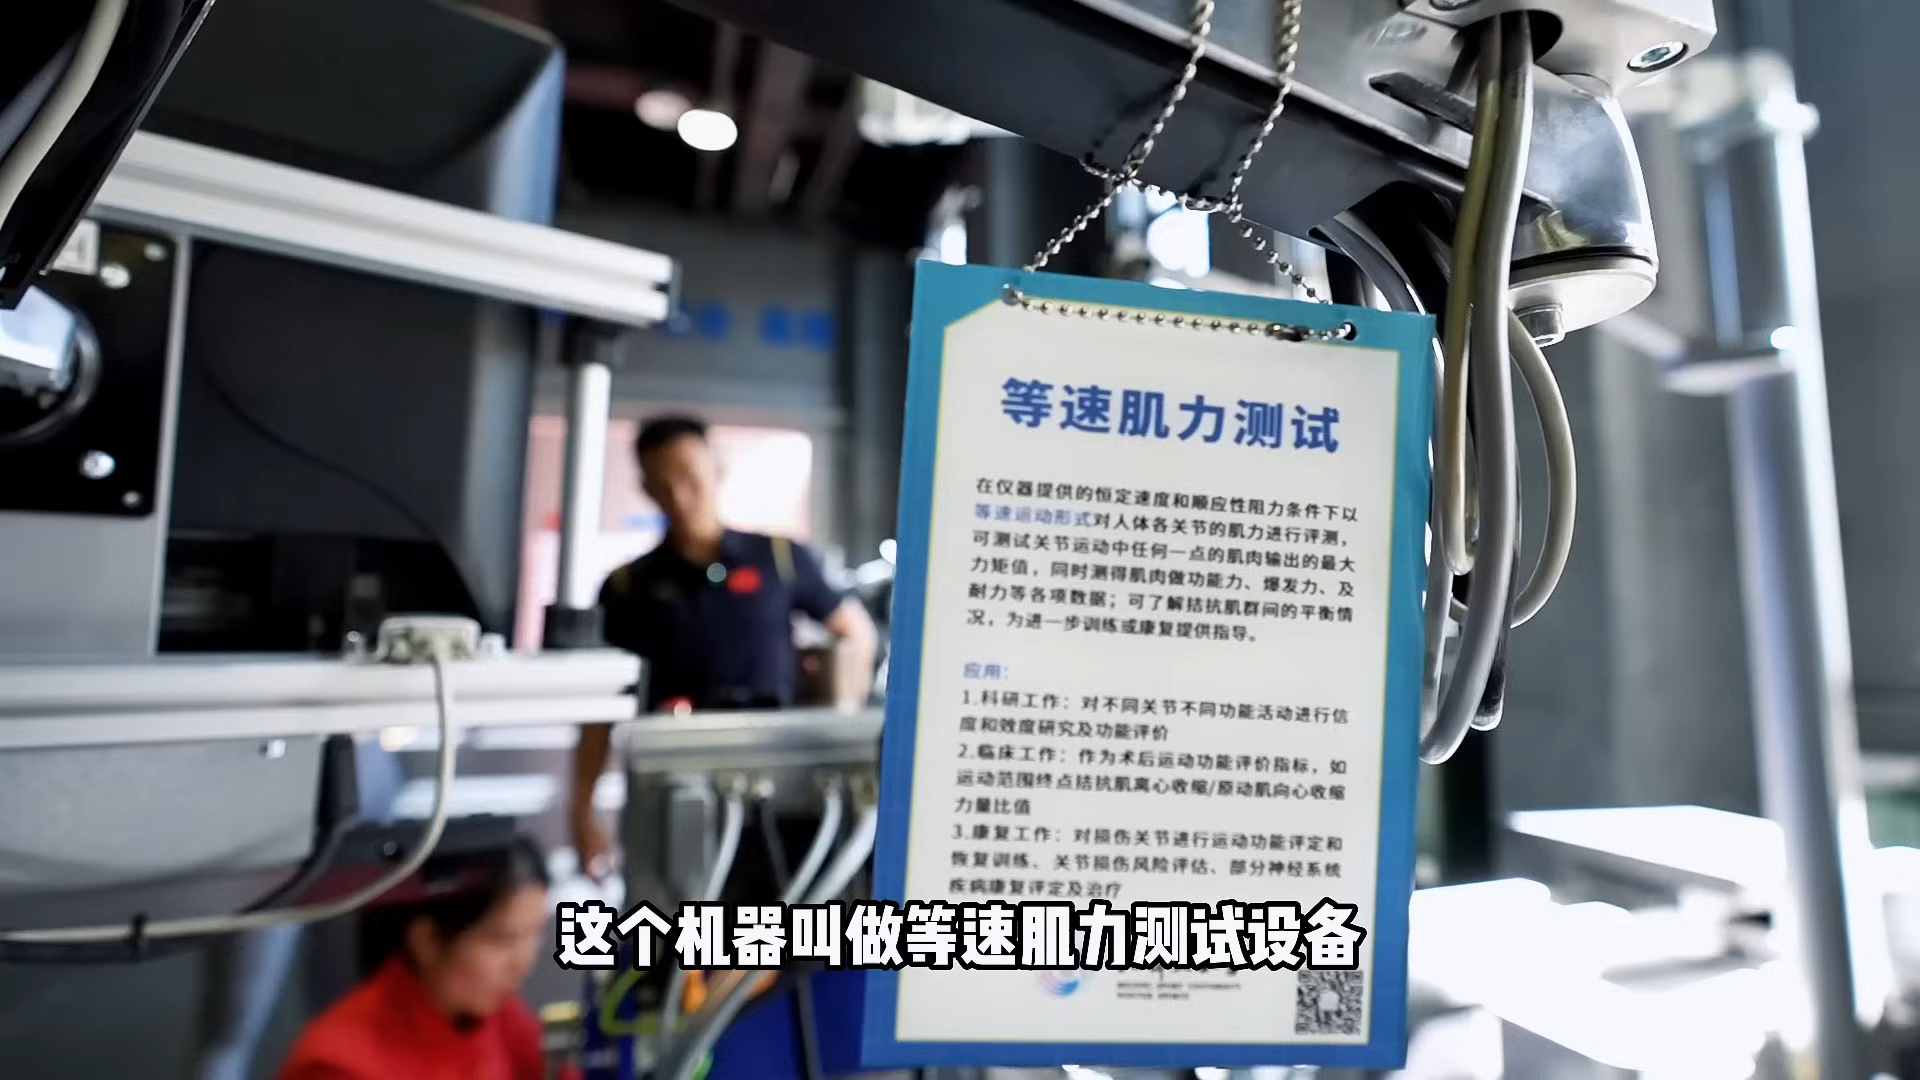 等速肌力测试
在仪器提供的恒定速度和顺应性阻力条件下以
等速运动形式对人体各关节的肌力进行评测，
可测试关节运动中任何一点的肌肉输出的最大
力矩值，同时测得肌肉做功能力、爆发力、及
耐力等各项数据；可了解拮抗肌群间的平衡情
况，为进一步训练或康复提供指导。
应用：
1.科研工作：对不同关节不同功能活动进行信
度和效度研究及功能评价
2.临床工作：作为术后运动功能评价指标，如
运动范围终点拮抗肌离心收缩/原动肌向心收缩
力量比值
3.康复工作：对损伤关节进行运动功能评定和
恢复训练、关节损伤风险评估、部分神经系统
疾病康复评定及治疗
这个机器叫做等速肌力测试设备